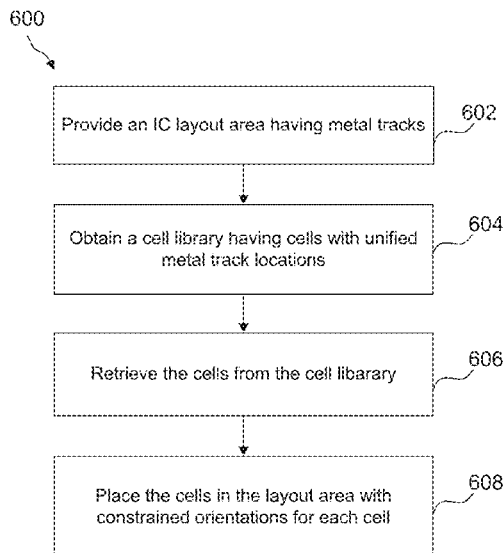 600
Provide an IC layout area having metal tracks
602
Obtain a cell library having cells with unified
metal track locations
604
Retrieve the cells from the cell libarary
606
Place the cells in the layout area with
constrained orientations for each cell
608